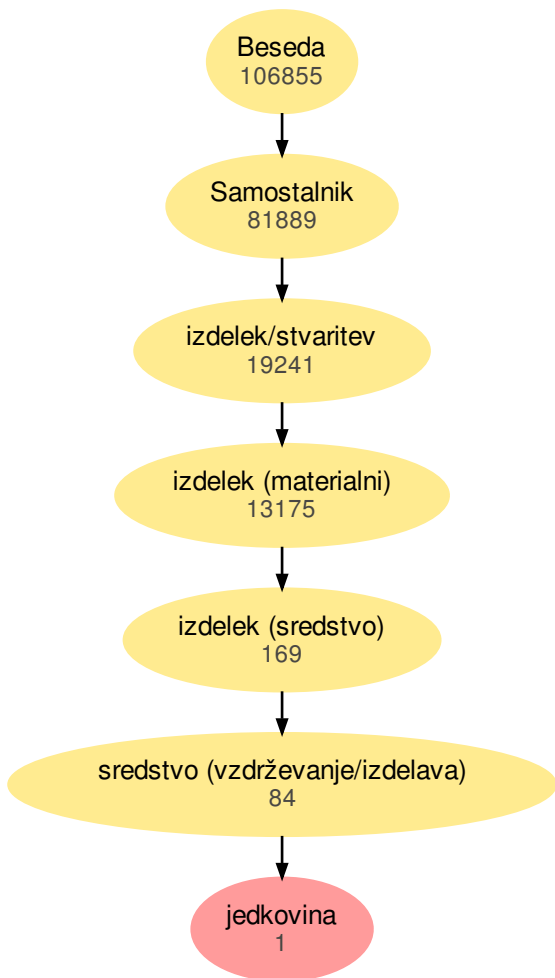 Beseda
106855
Samostalnik
81889
izdelek/stvaritev
19241
izdelek (materialni)
13175
izdelek (sredstvo)
169
sredstvo (vzdrževanje/izdelava)
84
jedkovina
1